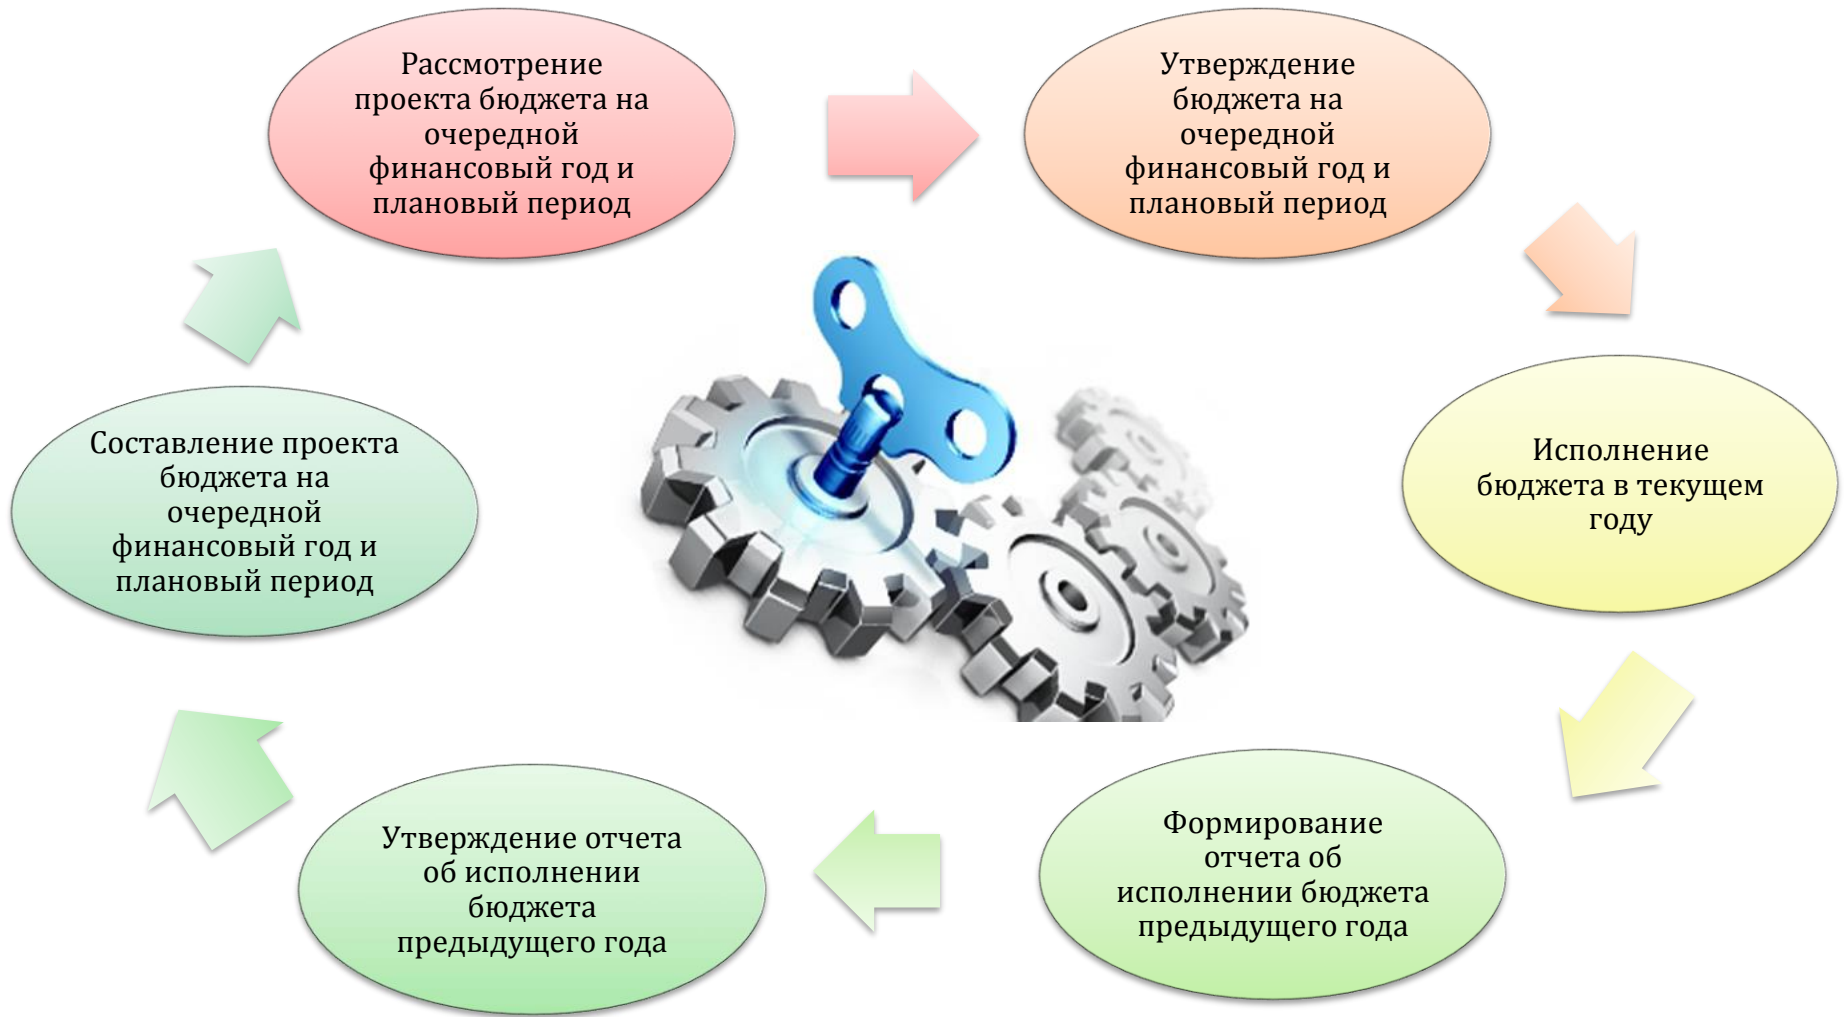 Рассмотрение
проекта бюджета на
очередной
финансовый год и
плановый период
Утверждение
бюджета на
очередной
финансовый год и
плановый период
Исполнение
бюджета в текущем
году
Формирование
отчета об
исполнении бюджета
предыдущего года
Утверждение отчета
об исполнении
бюджета
предыдущего года
Составление проекта
бюджета на
очередной
финансовый год и
плановый период